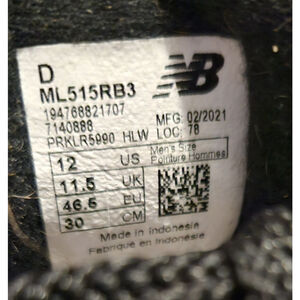 D
NB
ML515RB3
194768821707
7140888 MFG: 02/2021
PRKLR5990 HLW LOC: 78
12 US Men's Size
Pointure Hommes
11.5 UK
46.5 EU
30 CM
Made in Indonesia
Fabriqué en Indonésie